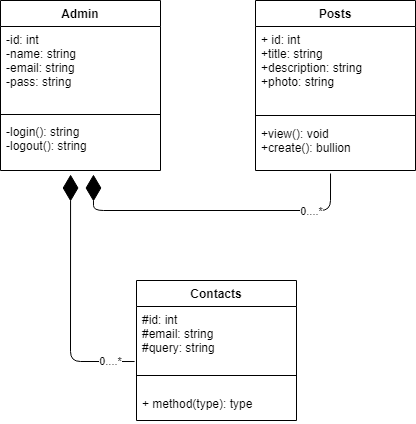 Admin
-id: int
-name: string
-email: string
-pass: string
-login(): string
-logout(): string
Posts
+ id: int
+title: string
+description: string
+photo: string
+view(): void
+create(): bullion
0....*
0....*
Contacts
#id: int
#email: string
#query: string
+ method(type): type